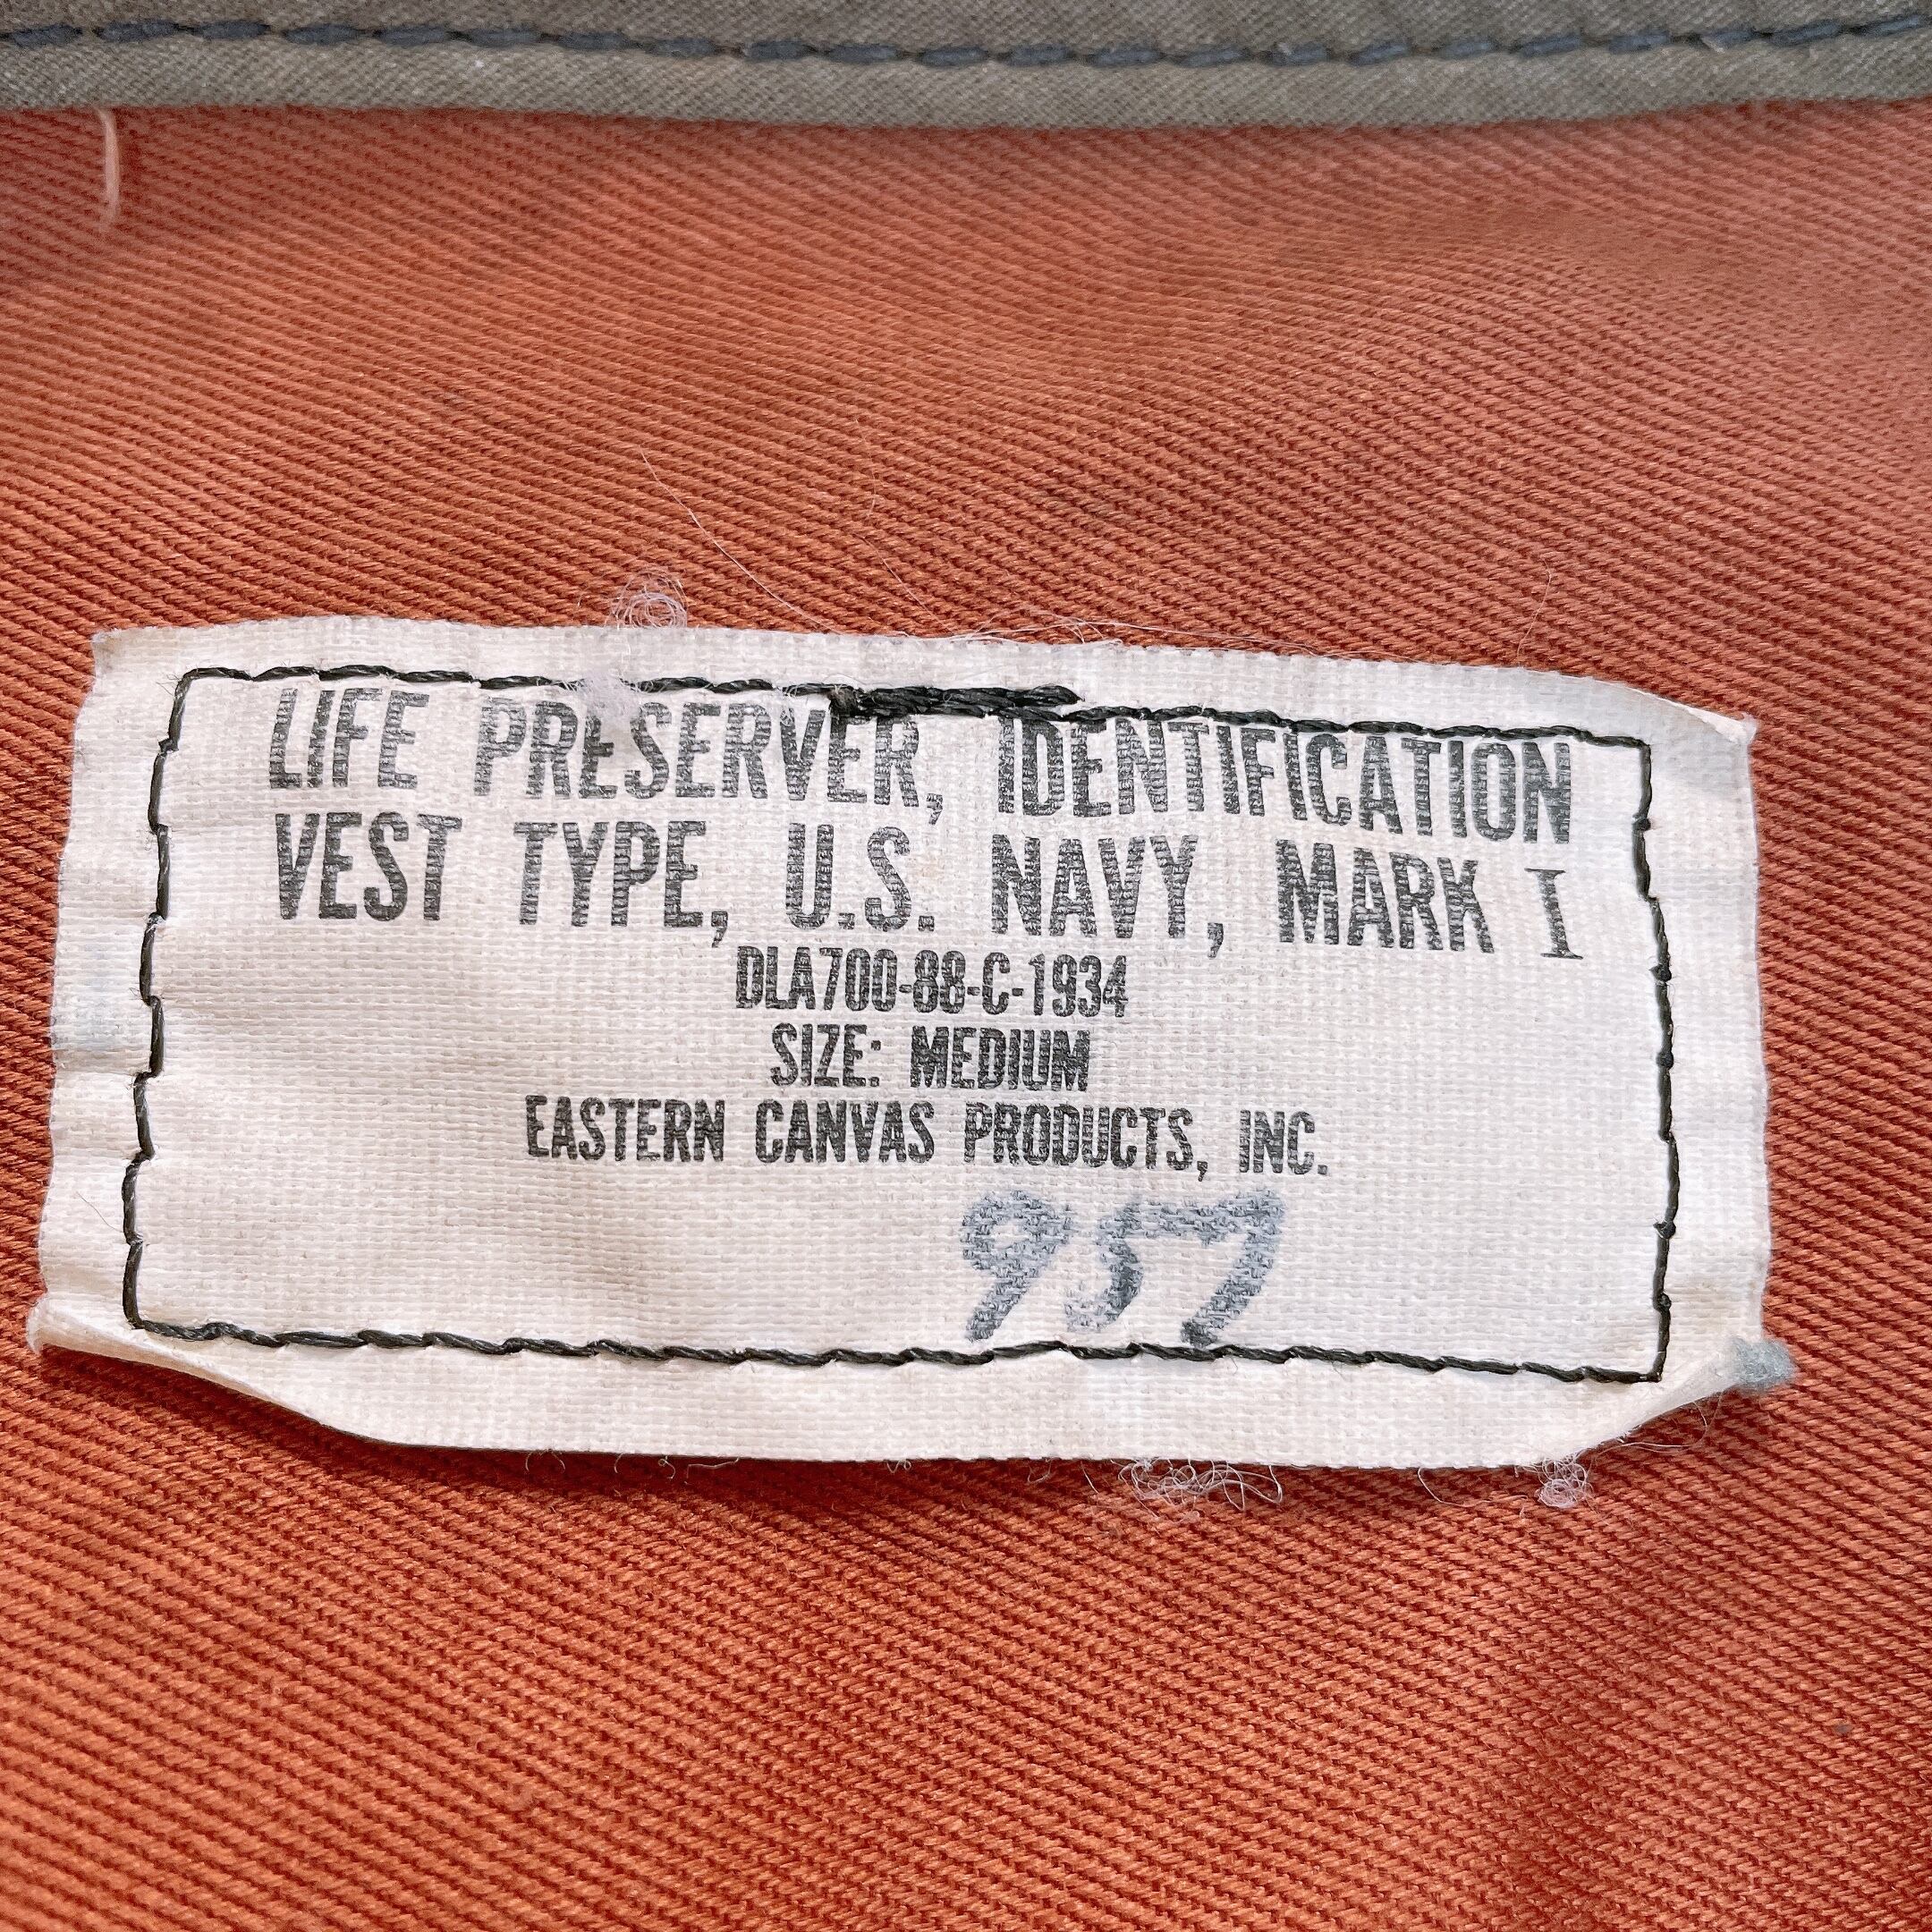 LIFE PRESERVER, IDENTIFICATION
VEST TYPE, U.S. NAVY, MARK I
DLA700-88-C-1934
SIZE: MEDIUM
EASTERN CANVAS PRODUCTS, INC.
957